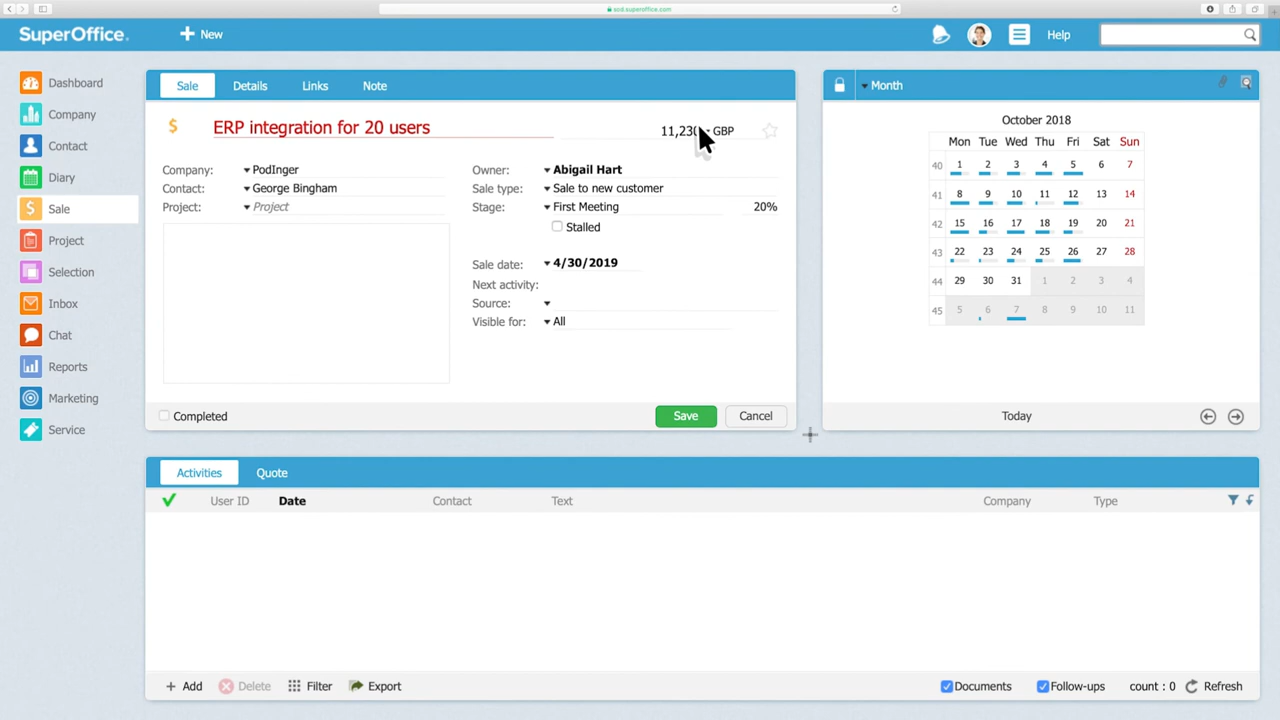 sod.superoffice.com
SuperOffice.
New
Help
Dashboard
Company
Contact
Diary
Sale
Project
Selection
Inbox
Chat
Reports
Marketing
Service
Sale Details Links Note
ERP integration for 20 users
GBP
Company: PodInger
Contact: George Bingham
Project: Project
Owner: Abigail Hart
Sale type: Sale to new customer
Stage: First Meeting 20%
Stalled
Sale date: 4/30/2019
Next activity:
Source:
Visible for: All
Completed
Save Cancel
Month
October 2018
Mon Tue Wed Thu Fri Sat Sun
40 1 2 3 4 5 6 7
41 8 9 10 11 12 13 14
42 15 16 17 18 19 20 21
43 22 23 24 25 26 27 28
44 29 30 31 1 2 3 4
45 5 6 7 8 9 10 11
Today
Activities Quote
User ID Date Contact Text Company Type
+ Add Delete Filter Export
Documents Follow-ups count : 0 Refresh